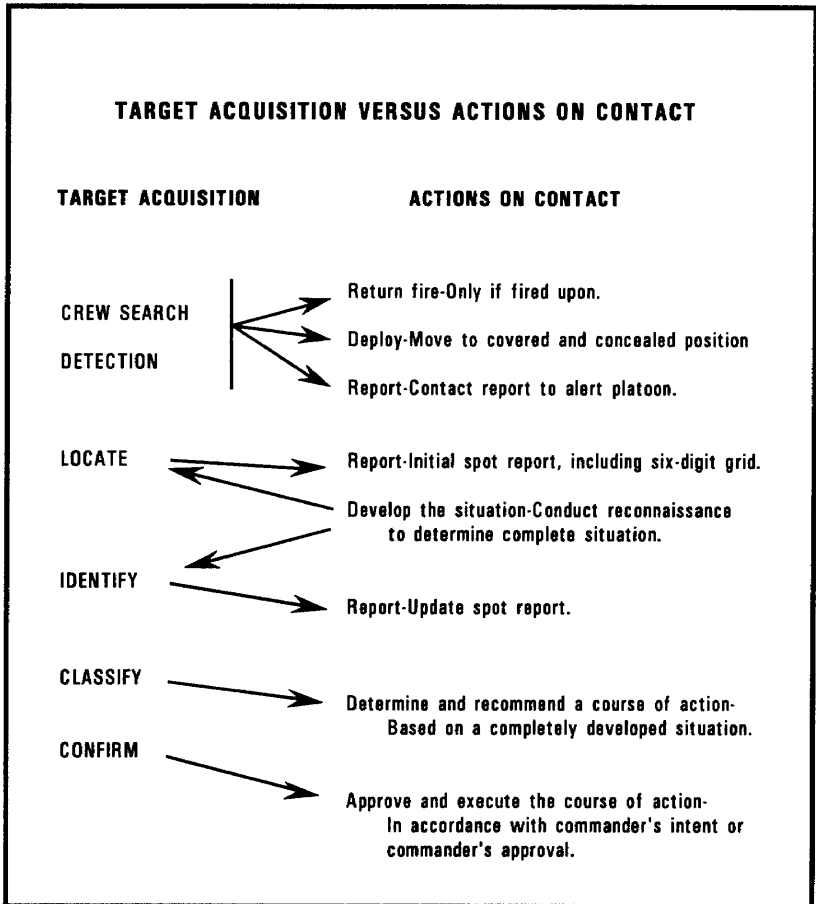 TARGET ACQUISITION VERSUS ACTIONS ON CONTACT
TARGET ACQUISITION
ACTIONS ON CONTACT
CREW SEARCH
DETECTION
Return fire-Only if fired upon.
Deploy-Move to covered and concealed position
Report-Contact report to alert platoon.
LOCATE
Report-Initial spot report, including six-digit grid.
Develop the situation-Conduct reconnaissance
to determine complete situation.
IDENTIFY
Report-Update spot report.
CLASSIFY
Determine and recommend a course of action-
Based on a completely developed situation.
CONFIRM
Approve and execute the course of action-
In accordance with commander's intent or
commander's approval.